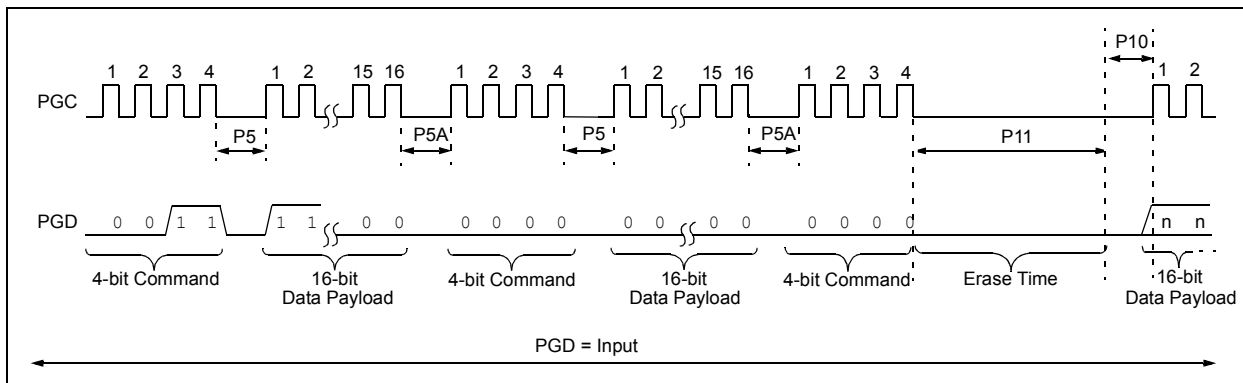 P10
1 2 3 4 1 2 15 16 1 2 3 4 1 2 15 16 1 2 3 4 1 2
PGC
P5 P5A P5 P5A P11
PGD 0 0 1 1 1 1 0 0 0 0 0 0 0 0 0 0 0 0 0 0 n n
4-bit Command 16-bit 4-bit Command 16-bit 4-bit Command Erase Time 16-bit
Data Payload Data Payload Data Payload
PGD = Input